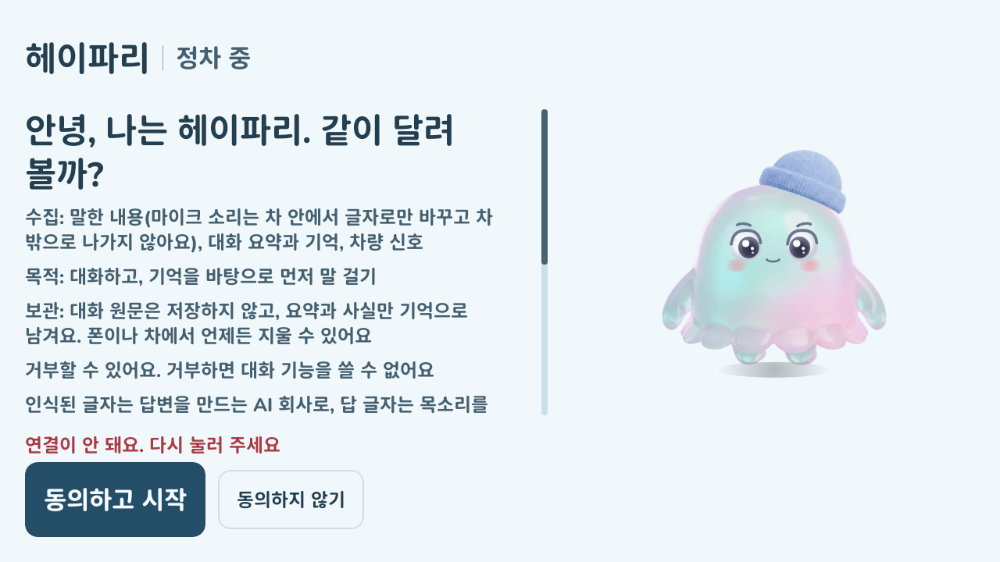 헤이파리 정차 중
안녕, 나는 헤이파리. 같이 달려
볼까?
수집: 말한 내용(마이크 소리는 차 안에서 글자로만 바꾸고 차
밖으로 나가지 않아요), 대화 요약과 기억, 차량 신호
목적: 대화하고, 기억을 바탕으로 먼저 말 걸기
보관: 대화 원문은 저장하지 않고, 요약과 사실만 기억으로
남겨요. 폰이나 차에서 언제든 지울 수 있어요
거부할 수 있어요. 거부하면 대화 기능을 쓸 수 없어요
인식된 글자는 답변을 만드는 AI 회사로, 답 글자는 목소리를
연결이 안 돼요. 다시 눌러 주세요
동의하고 시작 동의하지 않기